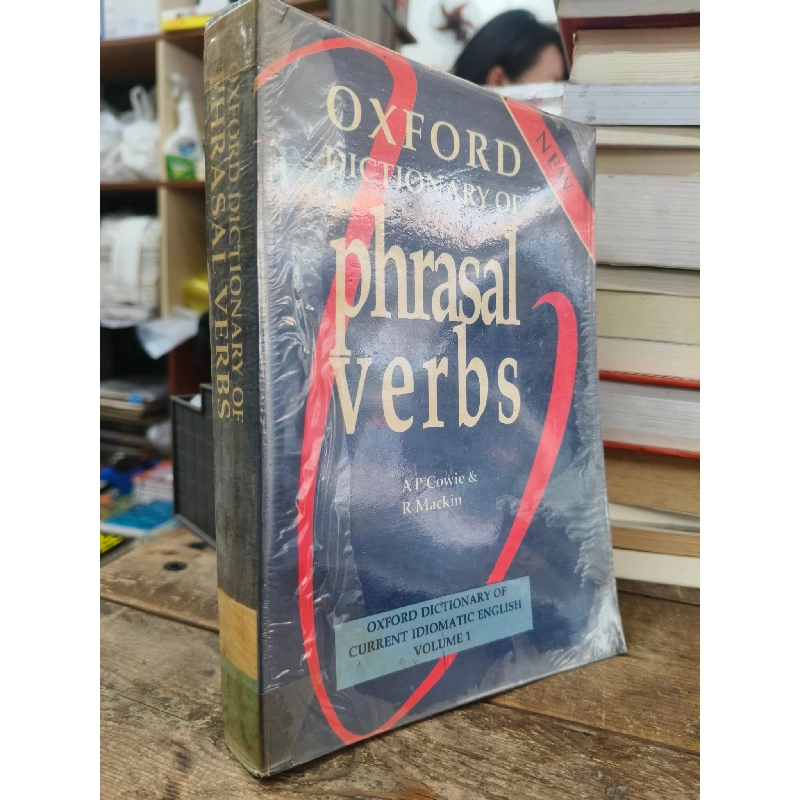 OXFORD DICTIONARY OF
PHRASAL VERBS
OXFORD
DICTIONARY OF
phrasal
verbs
NEW
A P Cowie &
R Mackin
OXFORD DICTIONARY OF
CURRENT IDIOMATIC ENGLISH
VOLUME 1